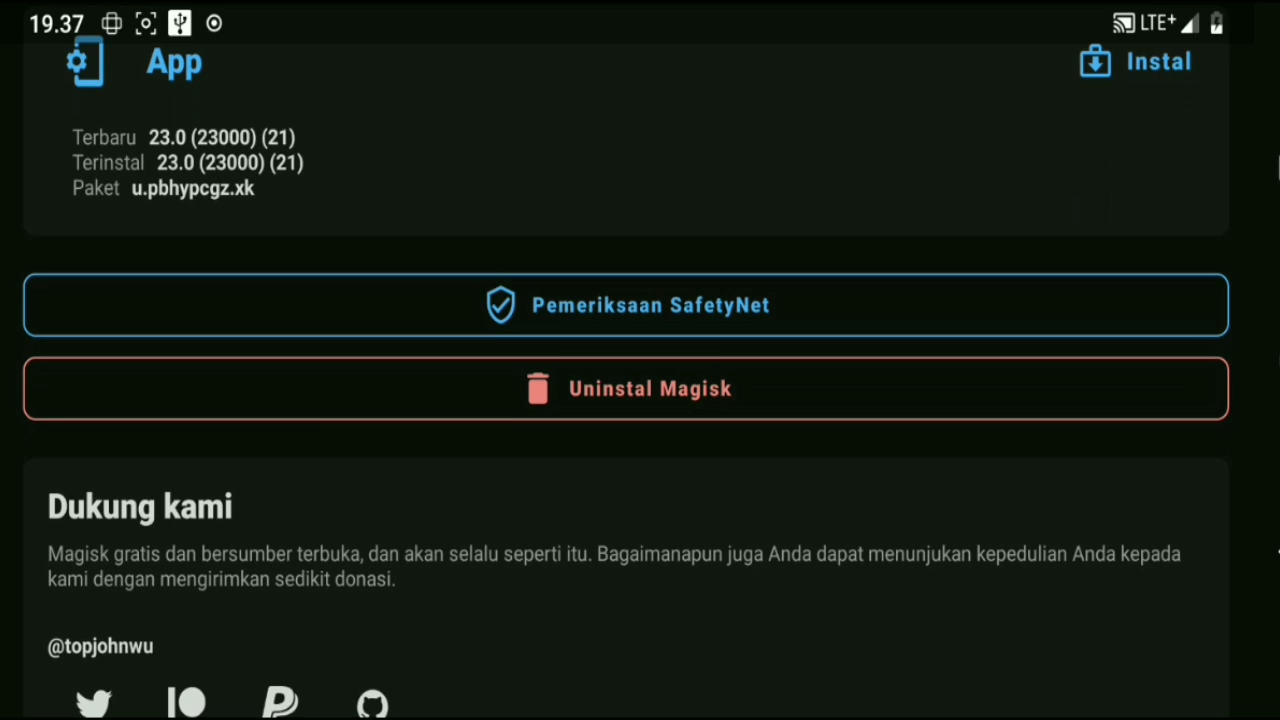 19.37 LTE+
App Instal
Terbaru 23.0 (23000) (21)
Terinstal 23.0 (23000) (21)
Paket u.pbhypcgz.xk
Pemeriksaan SafetyNet
Uninstal Magisk
Dukung kami
Magisk gratis dan bersumber terbuka, dan akan selalu seperti itu. Bagaimanapun juga Anda dapat menunjukan kepedulian Anda kepada
kami dengan mengirimkan sedikit donasi.
@topjohnwu